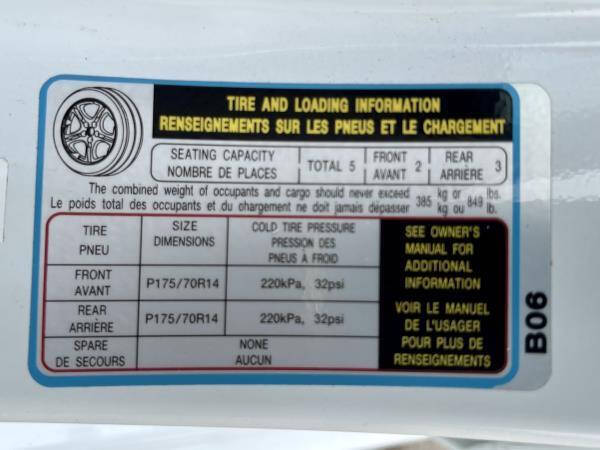 TIRE AND LOADING INFORMATION
RENSEIGNEMENTS SUR LES PNEUS ET LE CHARGEMENT
SEATING CAPACITY
NOMBRE DE PLACES
TOTAL 5
FRONT
AVANT
2
REAR
ARRIÈRE
3
The combined weight of occupants and cargo should never exceed 385 kg or 849 lbs.
Le poids total des occupants et du chargement ne doit jamais dépasser kg ou lb.
TIRE
PNEU
SIZE
DIMENSIONS
COLD TIRE PRESSURE
PRESSION DES
PNEUS À FROID
SEE OWNER'S
MANUAL FOR
ADDITIONAL
INFORMATION
FRONT
AVANT
P175/70R14
220kPa, 32psi
REAR
ARRIÈRE
P175/70R14
220kPa, 32psi
VOIR LE MANUEL
DE L'USAGER
POUR PLUS DE
RENSEIGNEMENTS
SPARE
DE SECOURS
NONE
AUCUN
B06